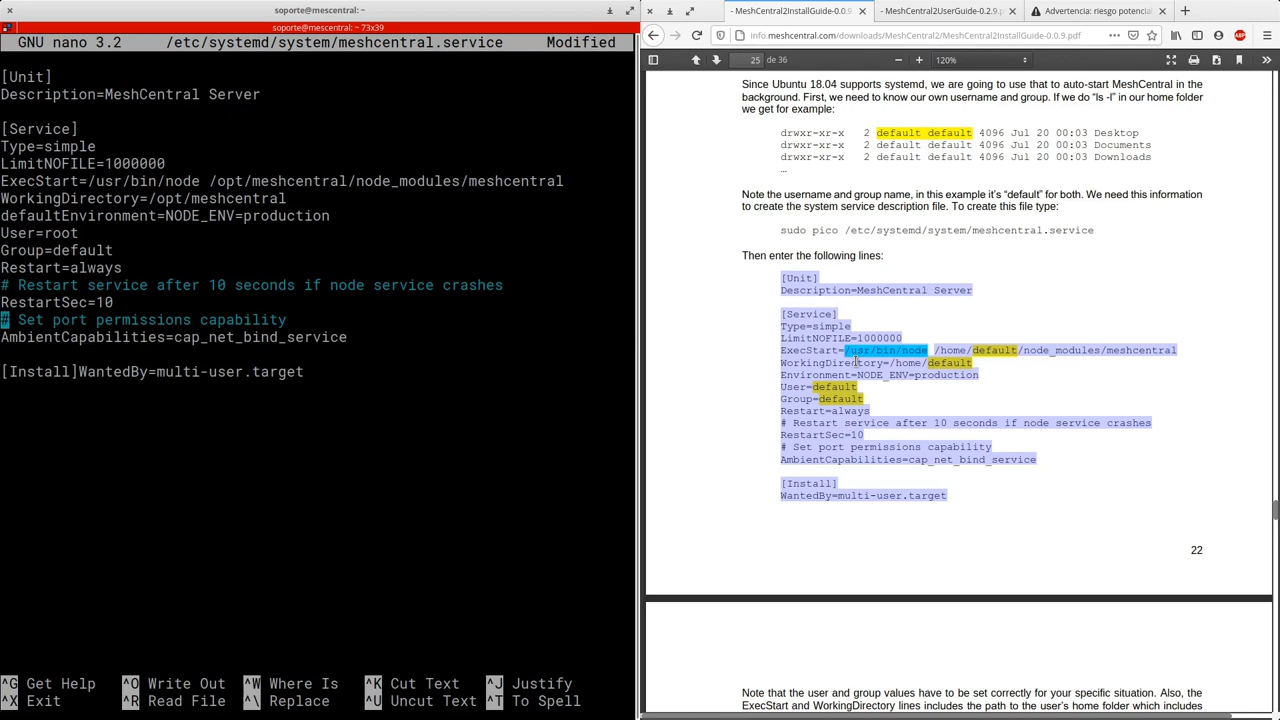 soporte@mescentral: ~
soporte@mescentral: ~ 73x39
GNU nano 3.2 /etc/systemd/system/meshcentral.service Modified
[Unit]
Description=MeshCentral Server
[Service]
Type=simple
LimitNOFILE=1000000
ExecStart=/usr/bin/node /opt/meshcentral/node_modules/meshcentral
WorkingDirectory=/opt/meshcentral
defaultEnvironment=NODE_ENV=production
User=root
Group=default
Restart=always
# Restart service after 10 seconds if node service crashes
RestartSec=10
# Set port permissions capability
AmbientCapabilities=cap_net_bind_service
[Install]WantedBy=multi-user.target
^G Get Help ^O Write Out ^W Where Is ^K Cut Text ^J Justify
^X Exit ^R Read File ^\ Replace ^U Uncut Text ^T To Spell
- MeshCentral2InstallGuide-0.0.9. - MeshCentral2UserGuide-0.2.9.p Advertencia: riesgo potencial
info.meshcentral.com/downloads/MeshCentral2/MeshCentral2InstallGuide-0.0.9.pdf
25 de 36 120%
Since Ubuntu 18.04 supports systemd, we are going to use that to auto-start MeshCentral in the
background. First, we need to know our own username and group. If we do “ls -l” in our home folder
we get for example:
drwxr-xr-x 2 default default 4096 Jul 20 00:03 Desktop
drwxr-xr-x 2 default default 4096 Jul 20 00:03 Documents
drwxr-xr-x 2 default default 4096 Jul 20 00:03 Downloads
…
Note the username and group name, in this example it’s “default” for both. We need this information
to create the system service description file. To create this file type:
sudo pico /etc/systemd/system/meshcentral.service
Then enter the following lines:
[Unit]
Description=MeshCentral Server
[Service]
Type=simple
LimitNOFILE=1000000
ExecStart=/usr/bin/node /home/default/node_modules/meshcentral
WorkingDirectory=/home/default
Environment=NODE_ENV=production
User=default
Group=default
Restart=always
# Restart service after 10 seconds if node service crashes
RestartSec=10
# Set port permissions capability
AmbientCapabilities=cap_net_bind_service
[Install]
WantedBy=multi-user.target
22
Note that the user and group values have to be set correctly for your specific situation. Also, the
ExecStart and WorkingDirectory lines includes the path to the user’s home folder which includes